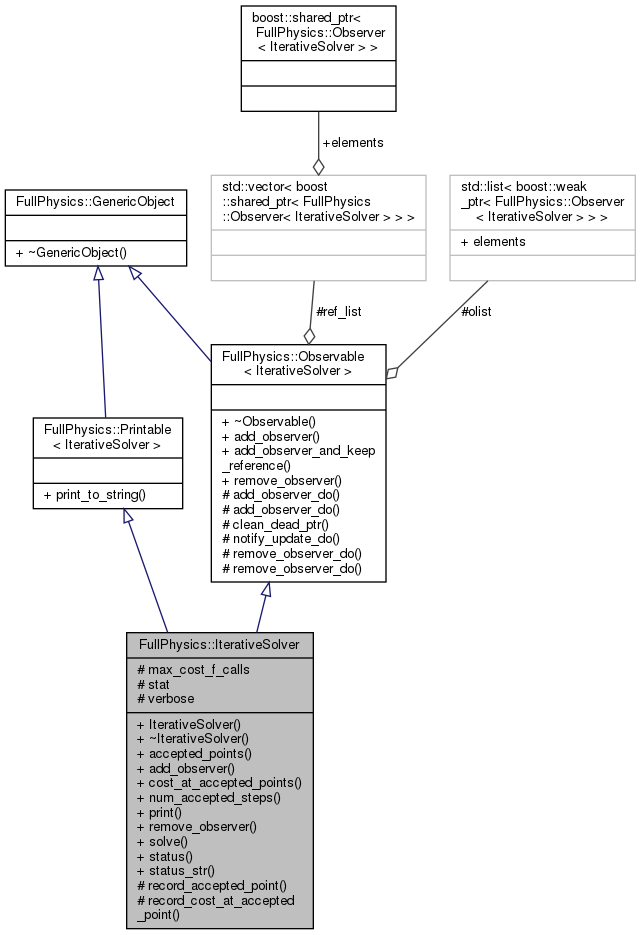 boost::shared_ptr<
FullPhysics::Observer
< IterativeSolver > >
+elements
FullPhysics::GenericObject
+ ~GenericObject()
std::vector< boost
::shared_ptr< FullPhysics
::Observer< IterativeSolver > > >
std::list< boost::weak
_ptr< FullPhysics::Observer
< IterativeSolver > > >
+ elements
#ref_list
#olist
FullPhysics::Observable
< IterativeSolver >
+ ~Observable()
+ add_observer()
+ add_observer_and_keep
_reference()
+ remove_observer()
# add_observer_do()
# add_observer_do()
# clean_dead_ptr()
# notify_update_do()
# remove_observer_do()
# remove_observer_do()
FullPhysics::Printable
< IterativeSolver >
+ print_to_string()
FullPhysics::IterativeSolver
# max_cost_f_calls
# stat
# verbose
+ IterativeSolver()
+ ~IterativeSolver()
+ accepted_points()
+ add_observer()
+ cost_at_accepted_points()
+ num_accepted_steps()
+ print()
+ remove_observer()
+ solve()
+ status()
+ status_str()
# record_accepted_point()
# record_cost_at_accepted
_point()